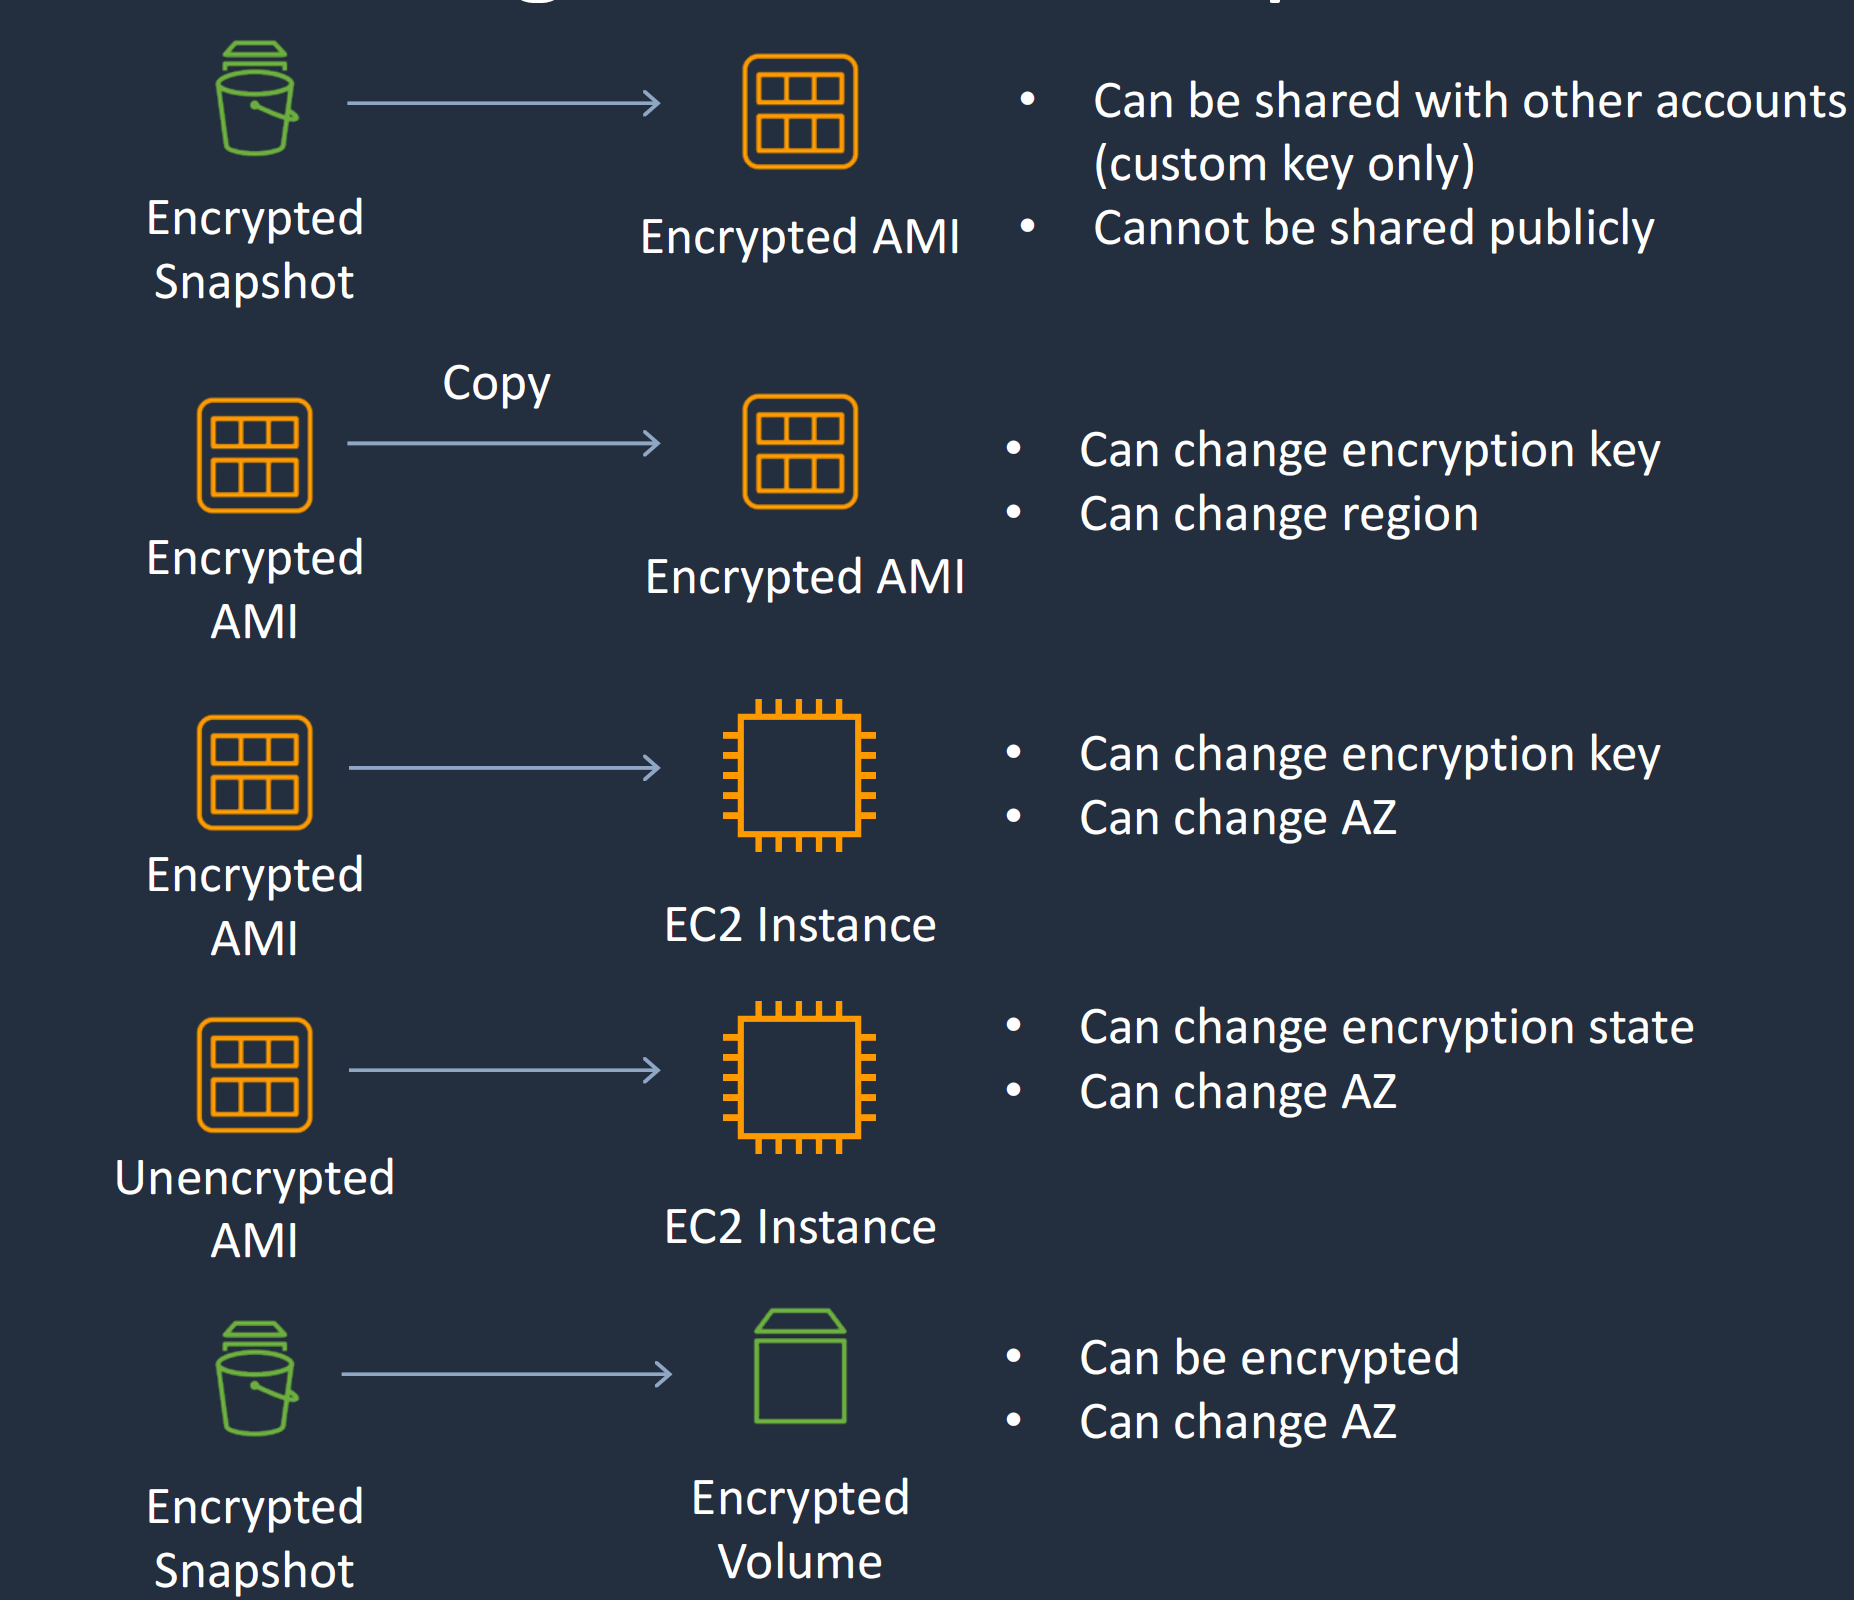 Encrypted
Snapshot
Encrypted AMI
• Can be shared with other accounts
(custom key only)
• Cannot be shared publicly
Copy
Encrypted
AMI
Encrypted AMI
• Can change encryption key
• Can change region
Encrypted
AMI
EC2 Instance
• Can change encryption key
• Can change AZ
Unencrypted
AMI
EC2 Instance
• Can change encryption state
• Can change AZ
Encrypted
Snapshot
Encrypted
Volume
• Can be encrypted
• Can change AZ